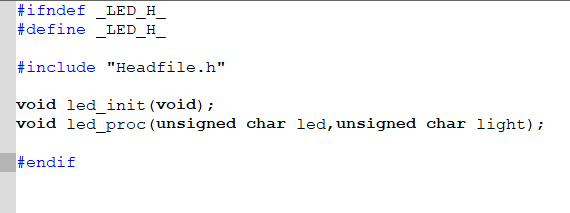 #ifndef _LED_H_
#define _LED_H_
#include "Headfile.h"
void led_init(void);
void led_proc(unsigned char led,unsigned char light);
#endif